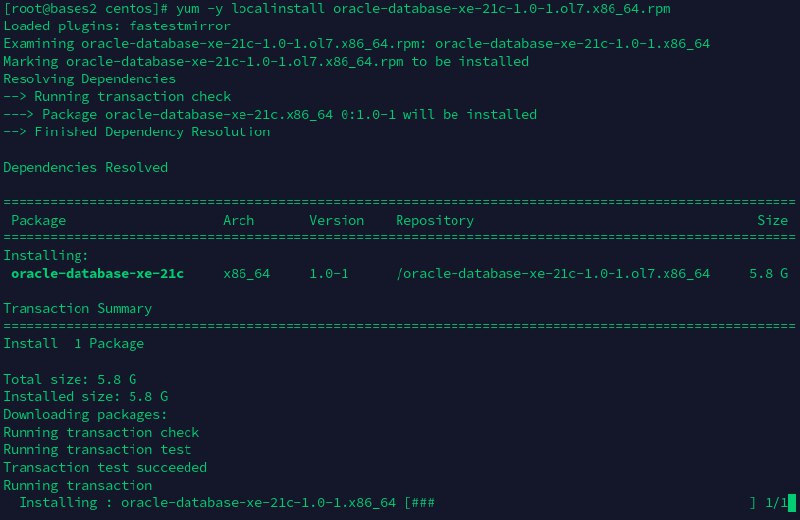 [root@bases2 centos]# yum -y localinstall oracle-database-xe-21c-1.0-1.ol7.x86_64.rpm
Loaded plugins: fastestmirror
Examining oracle-database-xe-21c-1.0-1.ol7.x86_64.rpm: oracle-database-xe-21c-1.0-1.x86_64
Marking oracle-database-xe-21c-1.0-1.ol7.x86_64.rpm to be installed
Resolving Dependencies
--> Running transaction check
---> Package oracle-database-xe-21c.x86_64 0:1.0-1 will be installed
--> Finished Dependency Resolution
Dependencies Resolved
================================================================================
Package Arch Version Repository Size
================================================================================
Installing:
oracle-database-xe-21c x86_64 1.0-1 /oracle-database-xe-21c-1.0-1.ol7.x86_64 5.8 G
Transaction Summary
================================================================================
Install 1 Package
Total size: 5.8 G
Installed size: 5.8 G
Downloading packages:
Running transaction check
Running transaction test
Transaction test succeeded
Running transaction
Installing : oracle-database-xe-21c-1.0-1.x86_64 [### ] 1/1